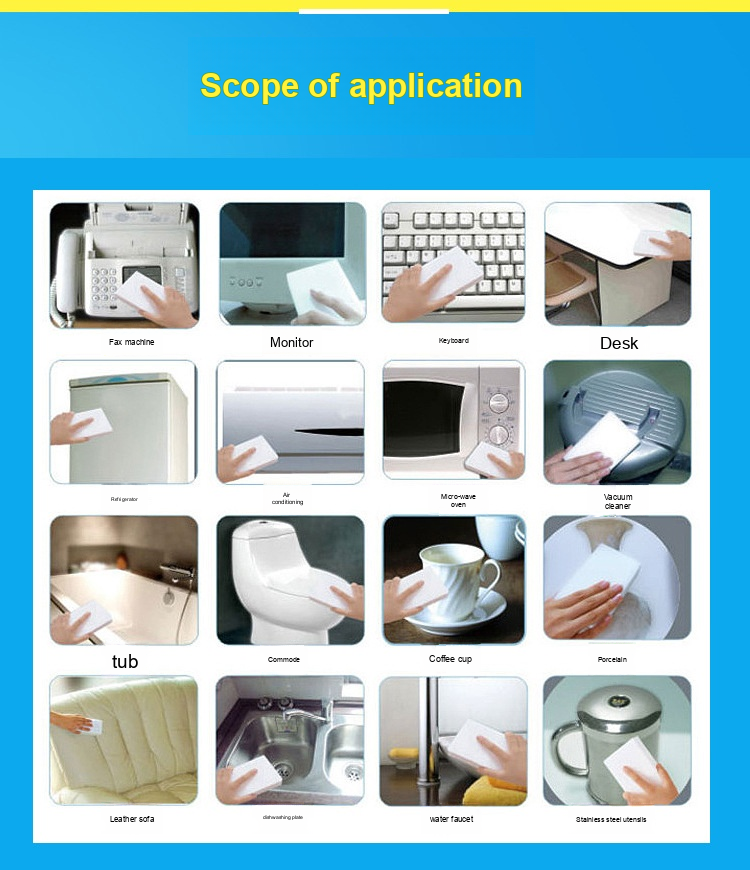 Scope of application
Fax machine
Monitor
Keyboard
Desk
Refrigerator
Air
conditioning
Micro-wave
oven
Vacuum
cleaner
tub
Commode
Coffee cup
Porcelain
Leather sofa
dishwashing plate
water faucet
Stainless steel utensils